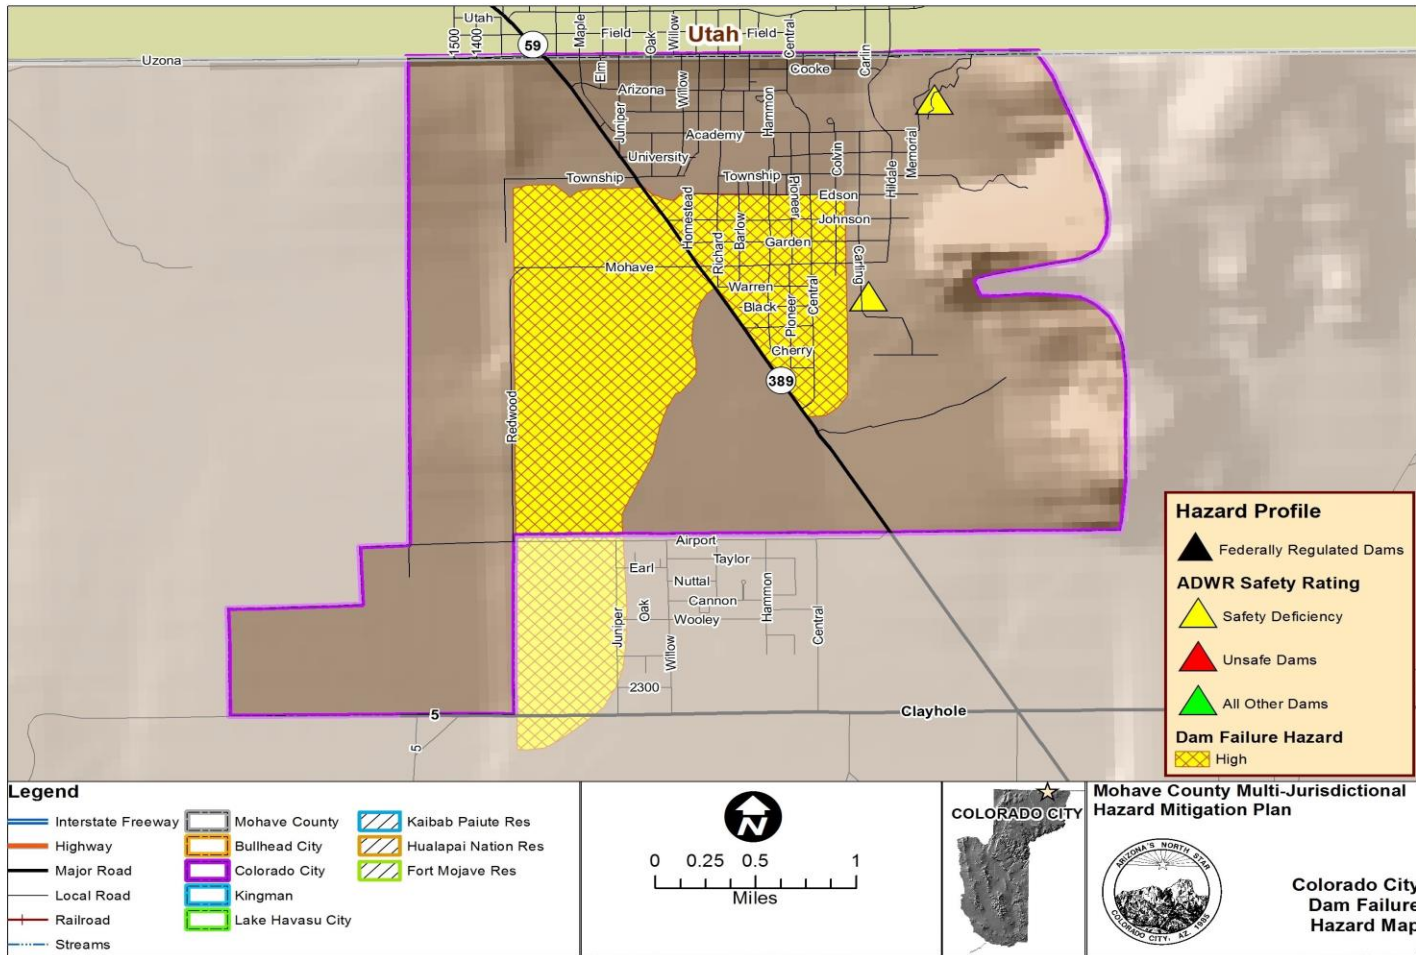 Utah
Utah
1500
1400
59
Maple
Field
Oak
Willow
Field
Central
Carlin
Uzona
Elm
Cooke
Arizona
Willow
Hammon
Juniper
Academy
University
Colvin
Memorial
Township
Township
Pioneer
Hildale
Edson
Homestead
Barlow
Johnson
Richard
Garden
Mohave
Carling
Warren
Central
Black
Pioneer
Cherry
389
Redwood
Airport
Earl
Taylor
Nuttal
Oak
Cannon
Hammon
Juniper
Wooley
Central
Willow
2300
5
Clayhole
5
Hazard Profile
Federally Regulated Dams
ADWR Safety Rating
Safety Deficiency
Unsafe Dams
All Other Dams
Dam Failure Hazard
High
Legend
Interstate Freeway
Highway
Major Road
Local Road
Railroad
Streams
Mohave County
Bullhead City
Colorado City
Kingman
Lake Havasu City
Kaibab Paiute Res
Hualapai Nation Res
Fort Mojave Res
N
0 0.25 0.5 1
Miles
COLORADO CITY
Mohave County Multi-Jurisdictional
Hazard Mitigation Plan
ARIZONA'S NORTH STAR
COLORADO CITY, AZ. 1985
Colorado City
Dam Failure
Hazard Map